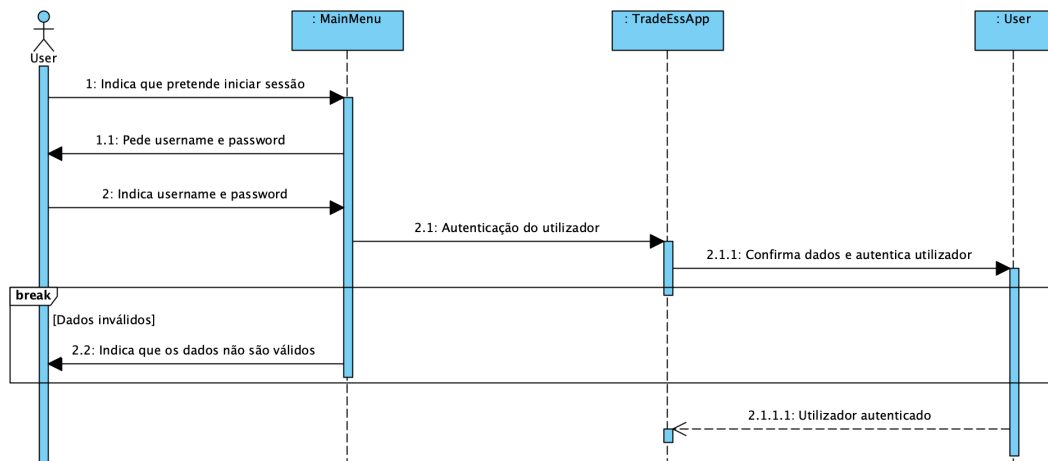 : MainMenu
: TradeEssApp
: User
User
1: Indica que pretende iniciar sessão
1.1: Pede username e password
2: Indica username e password
2.1: Autenticação do utilizador
2.1.1: Confirma dados e autentica utilizador
break
[Dados inválidos]
2.2: Indica que os dados não são válidos
2.1.1.1: Utilizador autenticado